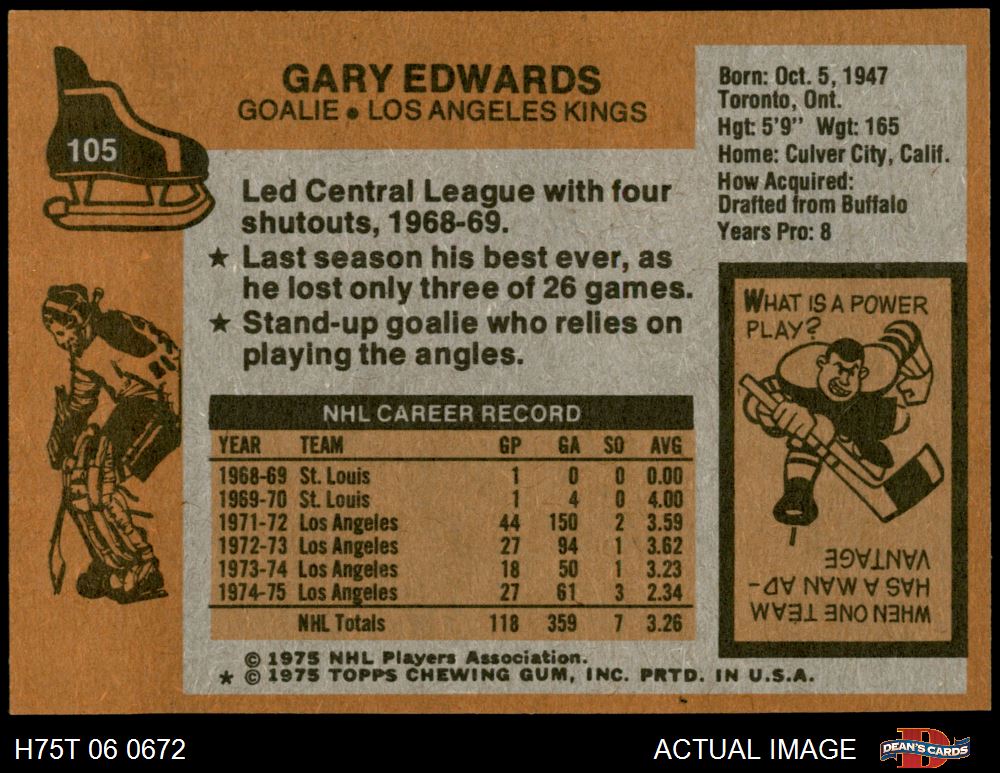 105
GARY EDWARDS
GOALIE • LOS ANGELES KINGS
Born: Oct. 5, 1947
Toronto, Ont.
Hgt: 5'9" Wgt: 165
Home: Culver City, Calif.
How Acquired:
Drafted from Buffalo
Years Pro: 8
Led Central League with four
shutouts, 1968-69.
★ Last season his best ever, as
he lost only three of 26 games.
★ Stand-up goalie who relies on
playing the angles.
NHL CAREER RECORD
YEAR TEAM GP GA SO AVG
1968-69 St. Louis 1 0 0 0.00
1969-70 St. Louis 1 4 0 4.00
1971-72 Los Angeles 44 150 2 3.59
1972-73 Los Angeles 27 94 1 3.62
1973-74 Los Angeles 18 50 1 3.23
1974-75 Los Angeles 27 61 3 2.34
NHL Totals 118 359 7 3.26
WHAT IS A POWER
PLAY?
WHEN ONE TEAM
HAS A MAN AD-
VANTAGE
© 1975 NHL Players Association.
★ © 1975 TOPPS CHEWING GUM, INC. PRTD. IN U.S.A.
H75T 06 0672
ACTUAL IMAGE
DEAN'S CARDS